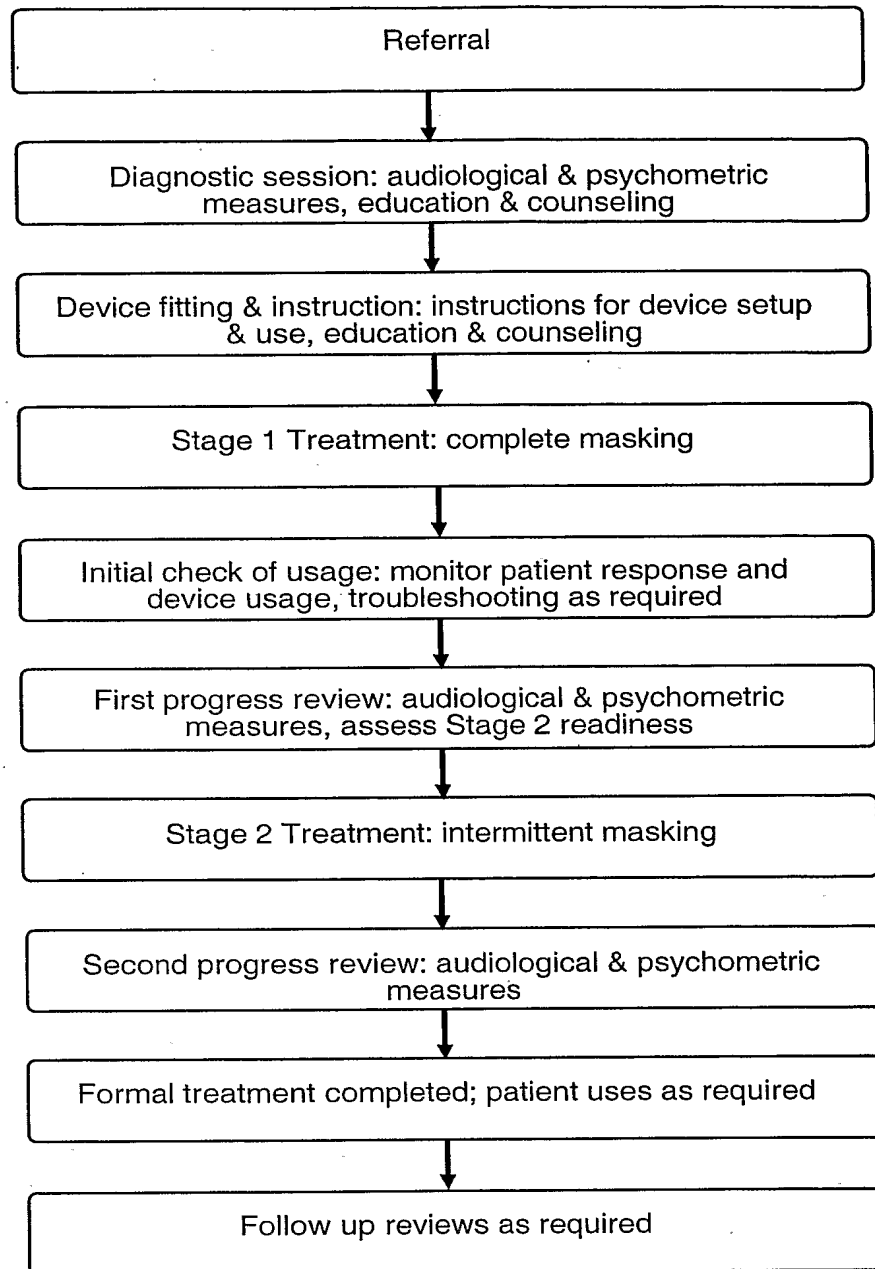 Referral
Diagnostic session: audiological & psychometric
measures, education & counseling
Device fitting & instruction: instructions for device setup
& use, education & counseling
Stage 1 Treatment: complete masking
Initial check of usage: monitor patient response and
device usage, troubleshooting as required
First progress review: audiological & psychometric
measures, assess Stage 2 readiness
Stage 2 Treatment: intermittent masking
Second progress review: audiological & psychometric
measures
Formal treatment completed; patient uses as required
Follow up reviews as required